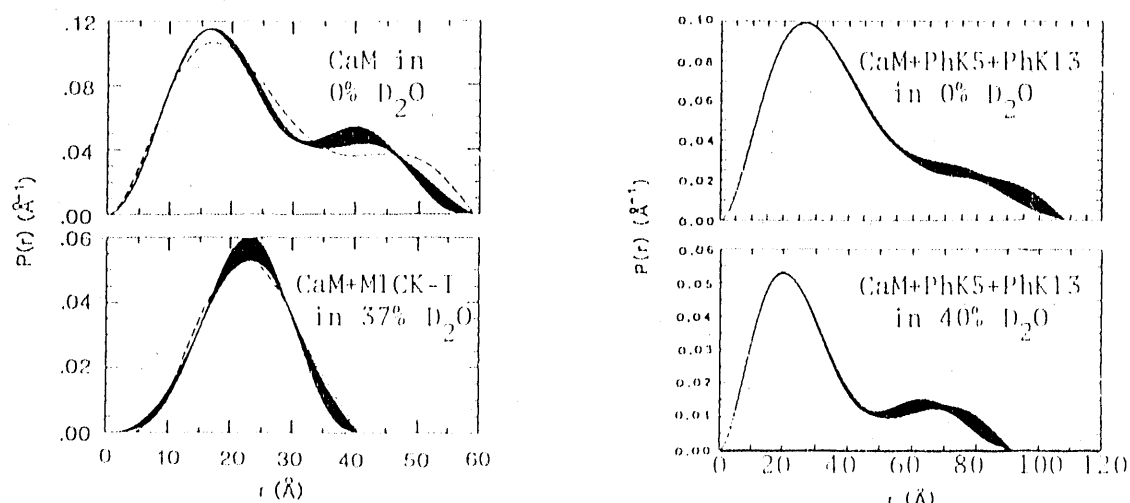 .12
.08
.04
.00
CaM in
0% D2O
P(r) (Å-1)
.06
.04
.02
.00
CaM+MlCK-I
in 37% D2O
0 10 20 30 40 50 60
r (Å)
0.10
0.08
0.06
0.04
0.02
0.00
CaM+PhK5+PhK13
in 0% D2O
P(r) (Å-1)
0.06
0.05
0.04
0.03
0.02
0.01
0.00
CaM+PhK5+PhK13
in 40% D2O
0 20 40 60 80 100 120
r (Å)